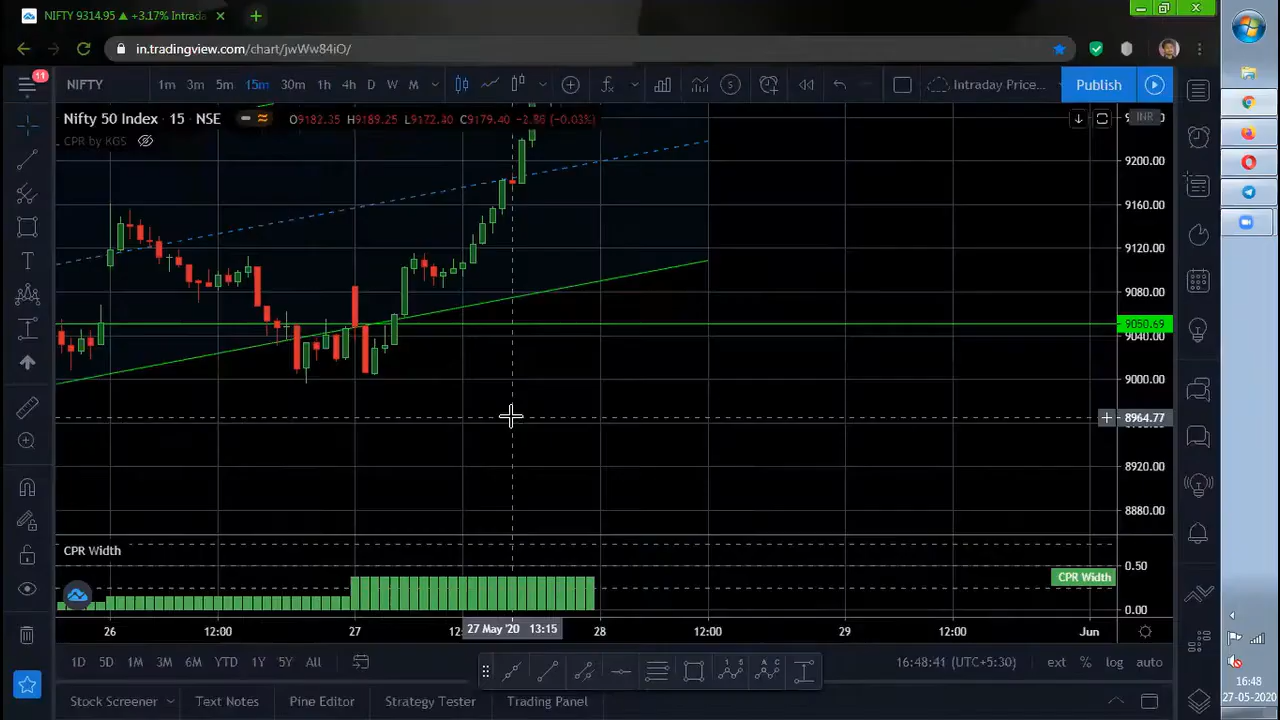 NIFTY 9314.95 ▲ +3.17% Intrada
in.tradingview.com/chart/jwWw84iO/
11
NIFTY 1m 3m 5m 15m 30m 1h 4h D W M Intraday Price... Publish
Nifty 50 Index · 15 · NSE O9182.35 H9189.25 L9172.40 C9179.40 −2.80 (−0.03%) INR
CPR by KGS
9200.00
9160.00
9120.00
9080.00
9050.69
9040.00
9000.00
8964.77
8920.00
8880.00
CPR Width
0.50
CPR Width
0.00
26 12:00 27 27 May '20 13:15 28 12:00 29 12:00 Jun
1D 5D 1M 3M 6M YTD 1Y 5Y All 16:48:41 (UTC+5:30) ext % log auto
Stock Screener Text Notes Pine Editor Strategy Tester Trading Panel
16:48
27-05-2020